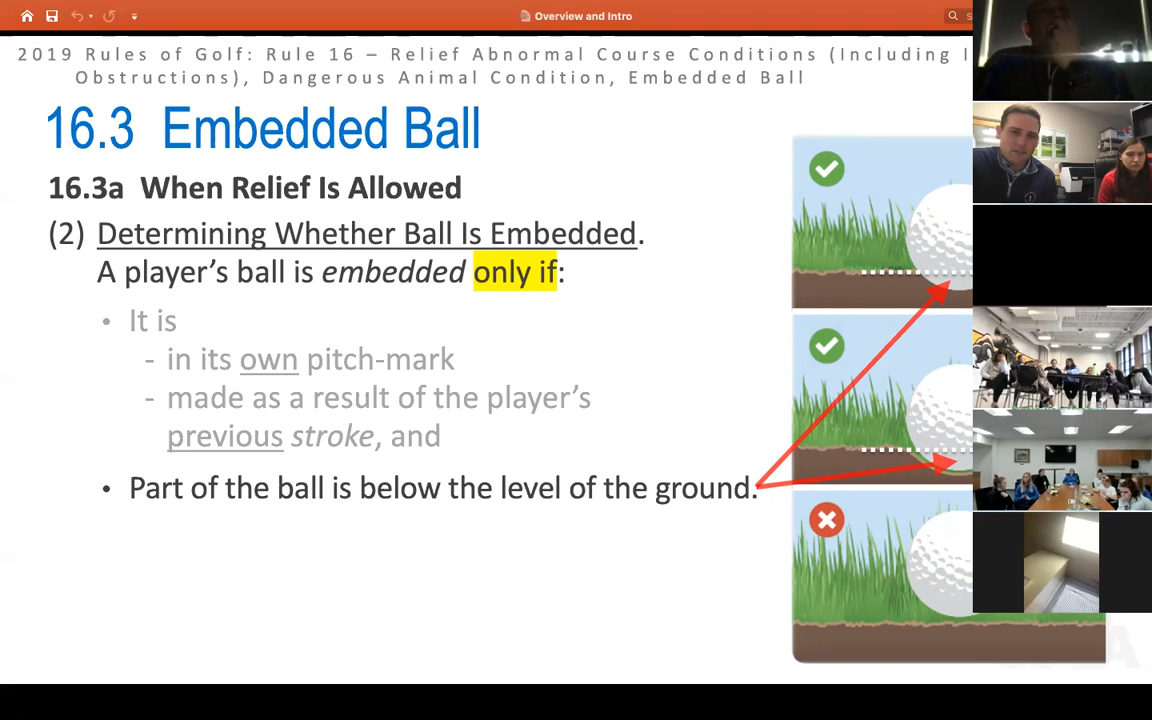 Overview and Intro
2019 Rules of Golf: Rule 16 – Relief Abnormal Course Conditions (Including
Obstructions), Dangerous Animal Condition, Embedded Ball
16.3 Embedded Ball
16.3a When Relief Is Allowed
(2) Determining Whether Ball Is Embedded.
A player's ball is embedded only if:
• It is
- in its own pitch-mark
- made as a result of the player's
previous stroke, and
• Part of the ball is below the level of the ground.